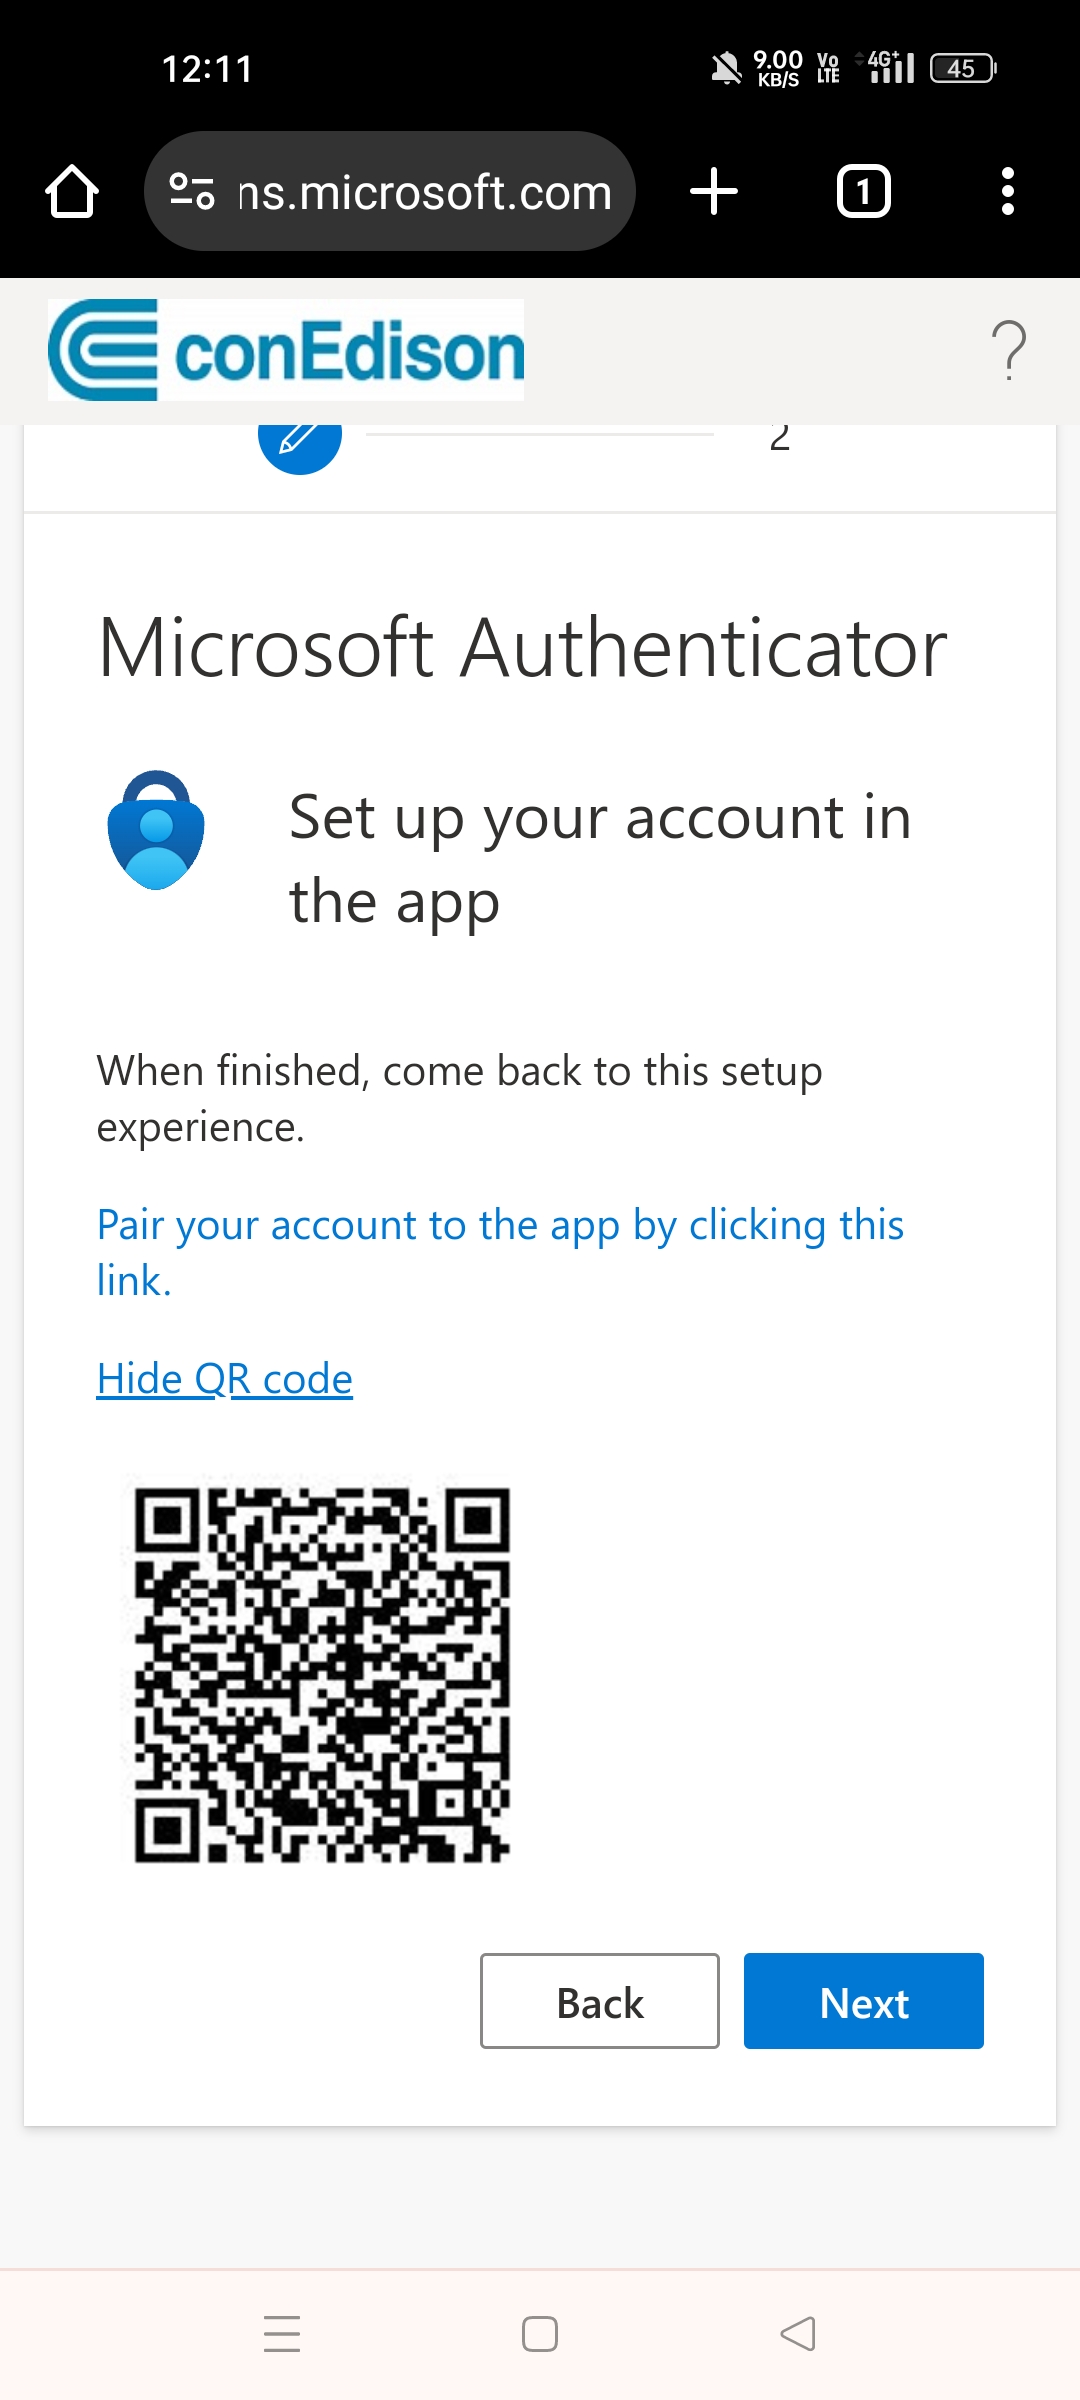 12:11
9.00 KB/S
Vo LTE
4G+
45
ns.microsoft.com
1
conEdison
?
2
Microsoft Authenticator
Set up your account in
the app
When finished, come back to this setup
experience.
Pair your account to the app by clicking this
link.
Hide QR code
Back
Next